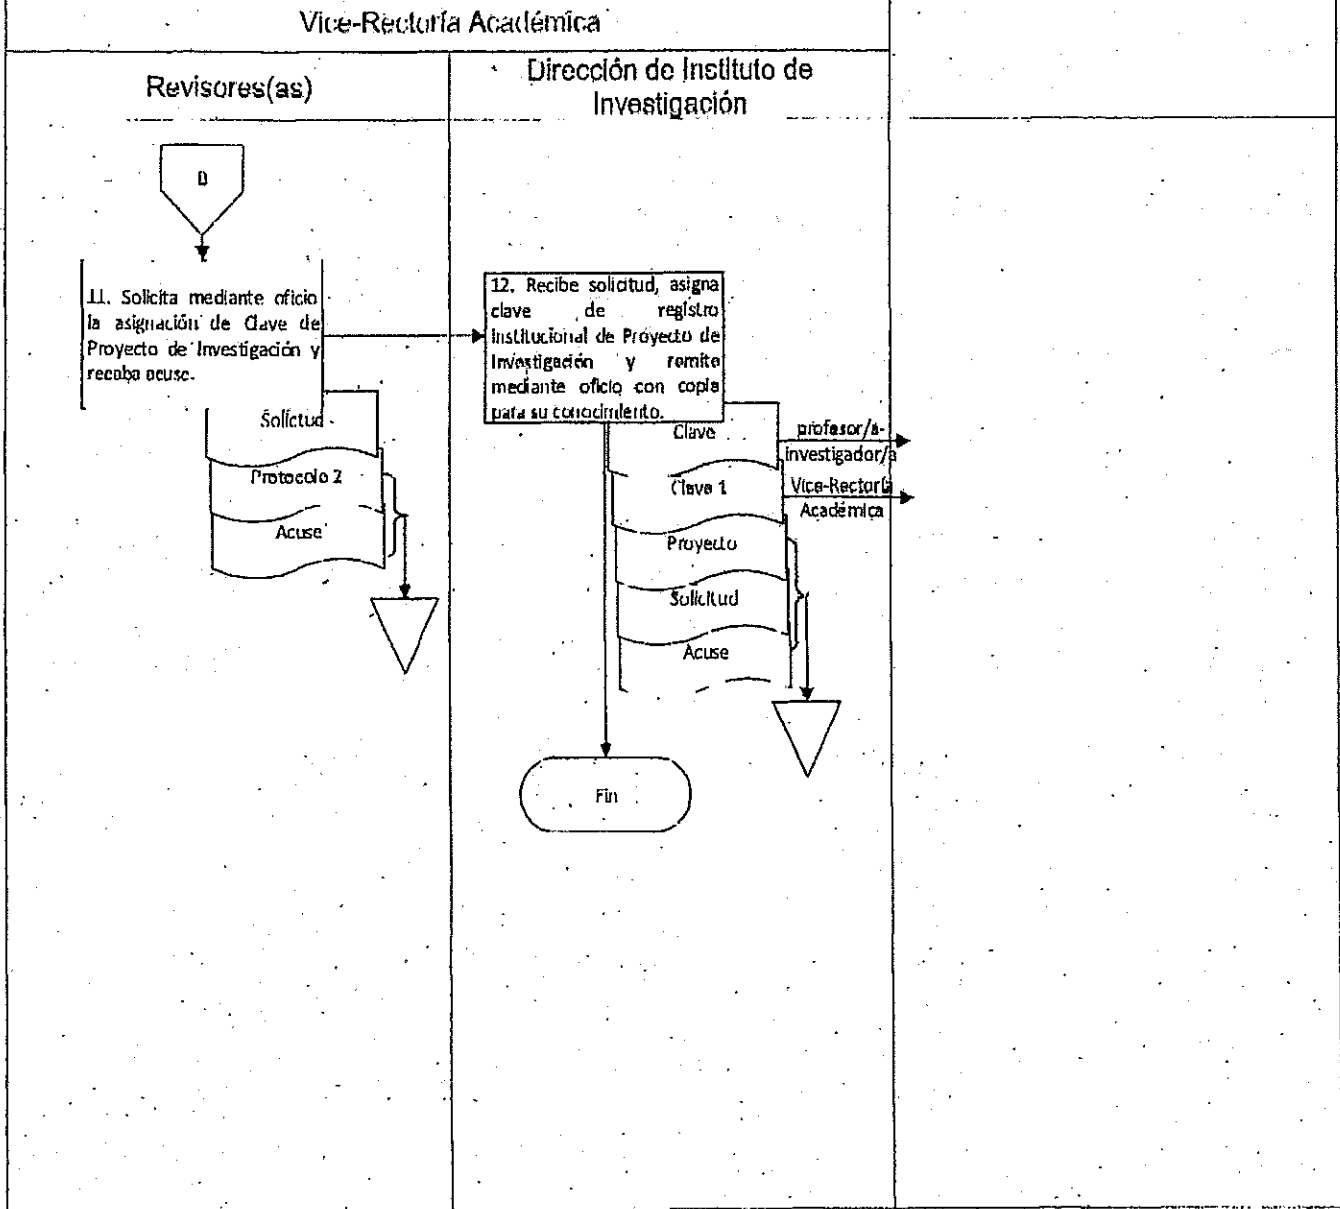 Vice-Rectoría Académica
Revisores(as)
Dirección de Instituto de
Investigación
D
11. Solicita mediante oficio
la asignación de Clave de
Proyecto de Investigación y
recaba acuse.
Solicitud
Protocolo 2
Acuse
12. Recibe solicitud, asigna
clave de registro
Institucional de Proyecto de
Investigación y remite
mediante oficio con copia
para su conocimiento.
Clave
profesor/a-
investigador/a
Clave 1
Vice-Rectoría
Académica
Proyecto
Solicitud
Acuse
Fin